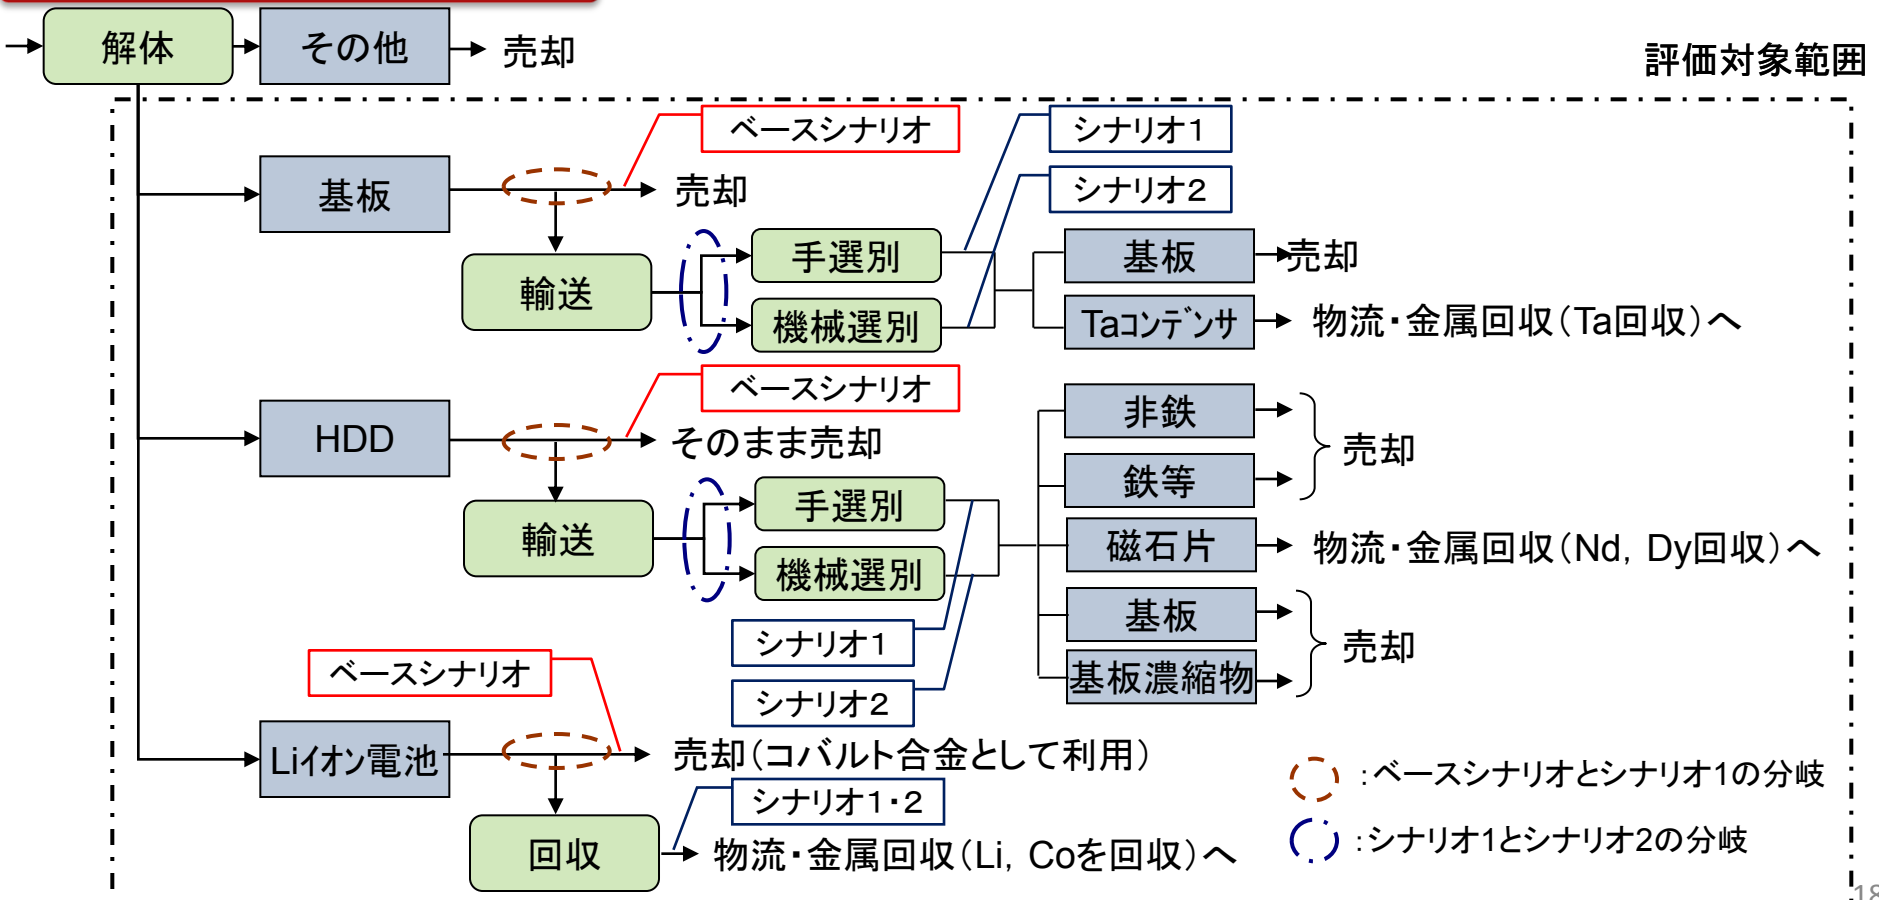 解体
その他
売却
評価対象範囲
ベースシナリオ
シナリオ1
シナリオ2
基板
売却
輸送
手選別
機械選別
基板
売却
Taコンデンサ
物流・金属回収(Ta回収)へ
ベースシナリオ
HDD
そのまま売却
輸送
手選別
機械選別
非鉄
鉄等
売却
磁石片
物流・金属回収(Nd, Dy回収)へ
基板
基板濃縮物
売却
シナリオ1
シナリオ2
ベースシナリオ
Liイオン電池
売却(コバルト合金として利用)
シナリオ1・2
回収
物流・金属回収(Li, Coを回収)へ
:ベースシナリオとシナリオ1の分岐
:シナリオ1とシナリオ2の分岐
18